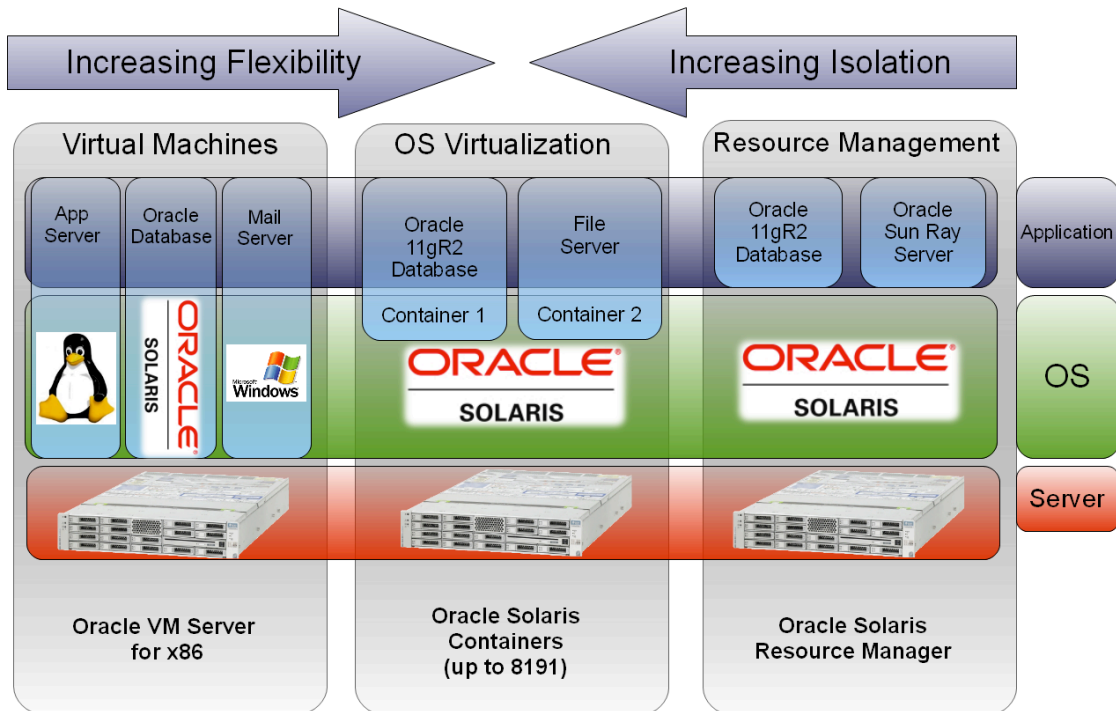 Increasing Flexibility
Increasing Isolation
Virtual Machines
OS Virtualization
Resource Management
App
Server
Oracle
Database
Mail
Server
Oracle
11gR2
Database
File
Server
Oracle
11gR2
Database
Oracle
Sun Ray
Server
Application
Container 1
Container 2
ORACLE®
SOLARIS
Microsoft
Windows
ORACLE®
SOLARIS
ORACLE®
SOLARIS
OS
Server
Oracle VM Server
for x86
Oracle Solaris
Containers
(up to 8191)
Oracle Solaris
Resource Manager